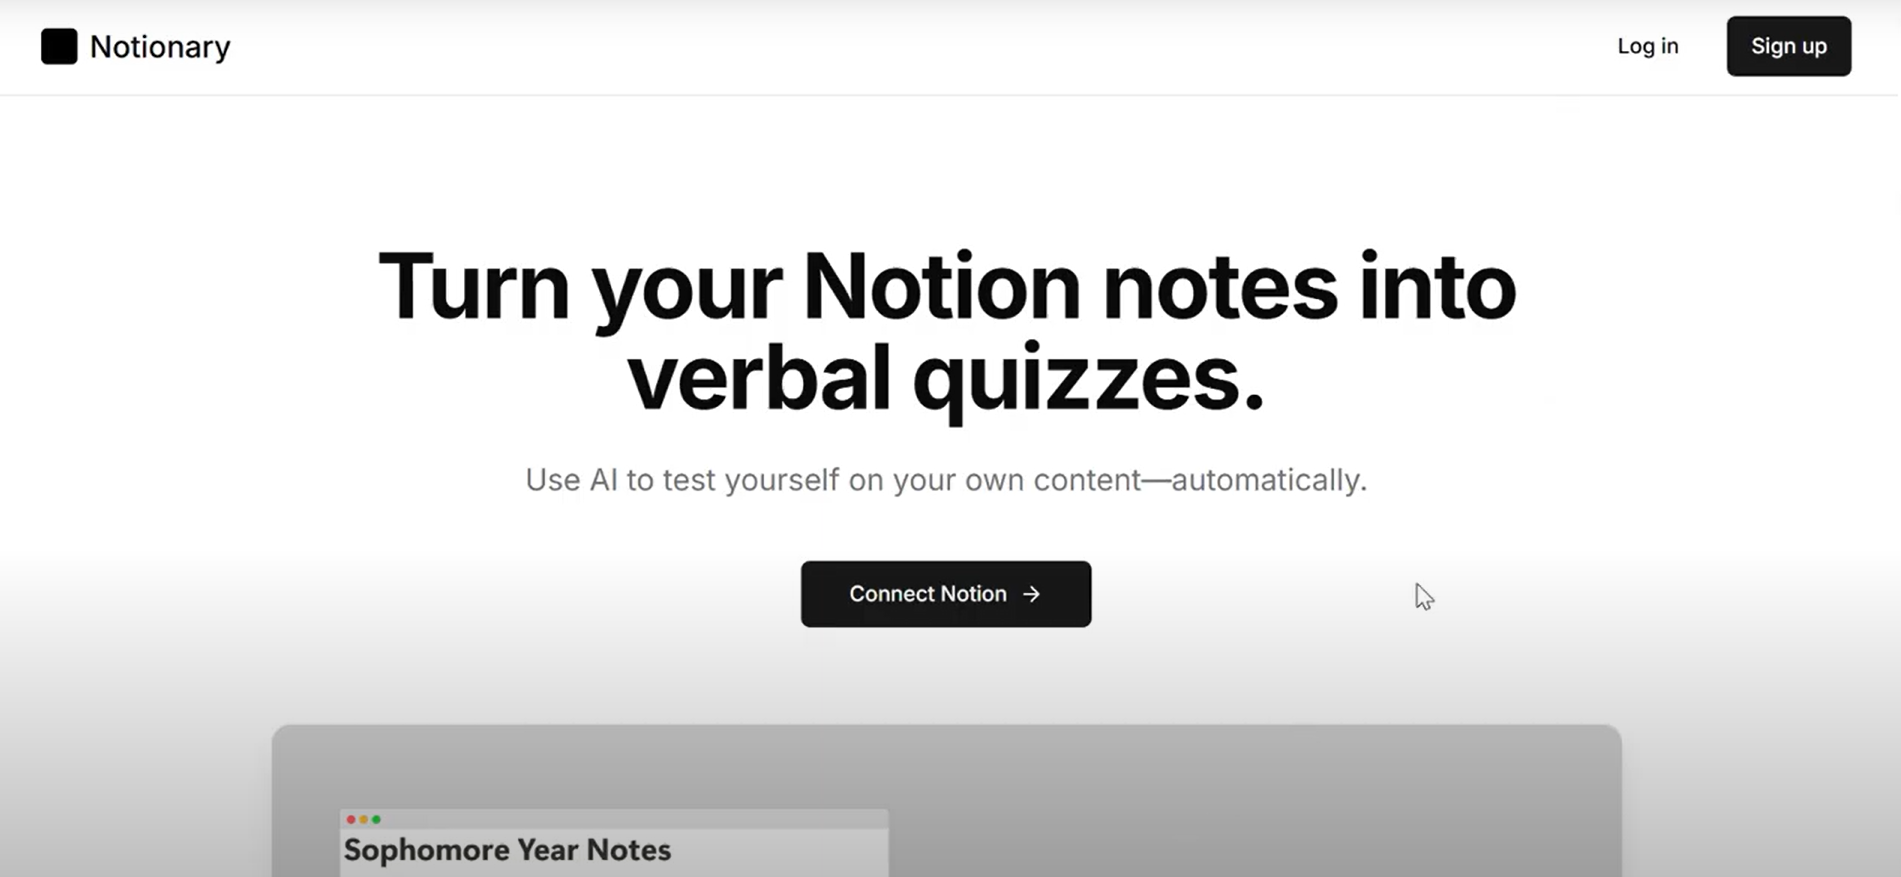 Notionary
Log in
Sign up
Turn your Notion notes into
verbal quizzes.
Use AI to test yourself on your own content—automatically.
Connect Notion →
Sophomore Year Notes